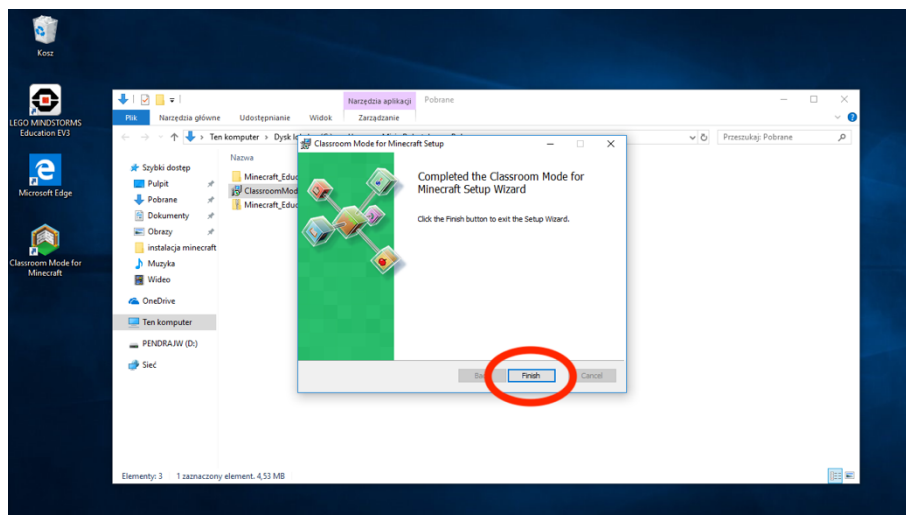 Kosz
LEGO MINDSTORMS
Education EV3
Microsoft Edge
Classroom Mode for
Minecraft
Narzędzia aplikacji
Pobrane
Plik
Narzędzia główne
Udostępnianie
Widok
Zarządzanie
Ten komputer › Dysk
Przeszukaj: Pobrane
Szybki dostęp
Pulpit
Pobrane
Dokumenty
Obrazy
instalacja minecraft
Muzyka
Wideo
OneDrive
Ten komputer
PENDRAJW (D:)
Sieć
Nazwa
Minecraft_Educ
ClassroomMod
Minecraft_Educ
Classroom Mode for Minecraft Setup
Completed the Classroom Mode for
Minecraft Setup Wizard
Click the Finish button to exit the Setup Wizard.
Finish
Cancel
Elementy: 3 1 zaznaczony element. 4,53 MB